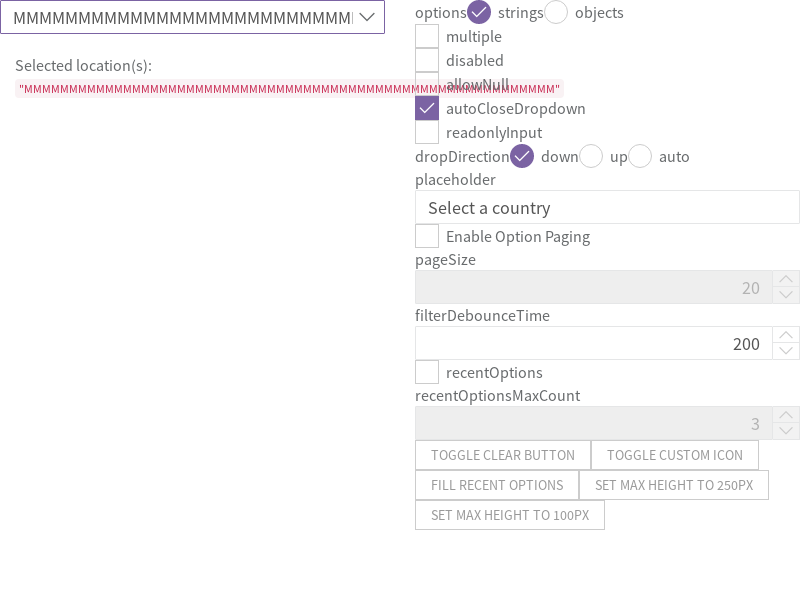 MMMMMMMMMMMMMMMMMMMMMMMMMM
Selected location(s):
"MMMMMMMMMMMMMMMMMMMMMMMMMMMMMMMMMMMMMMMMMMMMMMMMMMMMMMMMMMM"
options strings objects
multiple
disabled
allowNull
autoCloseDropdown
readonlyInput
dropDirection down up auto
placeholder
Select a country
Enable Option Paging
pageSize
20
filterDebounceTime
200
recentOptions
recentOptionsMaxCount
3
TOGGLE CLEAR BUTTON TOGGLE CUSTOM ICON
FILL RECENT OPTIONS SET MAX HEIGHT TO 250PX
SET MAX HEIGHT TO 100PX